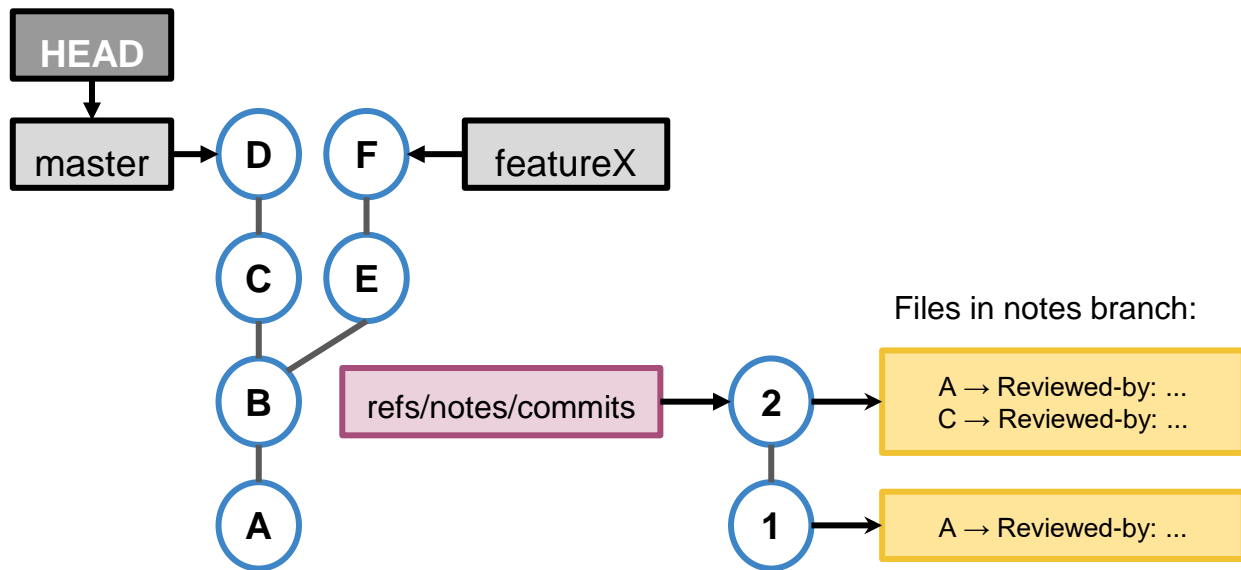 HEAD
master
D
F
featureX
C
E
Files in notes branch:
B
refs/notes/commits
2
A → Reviewed-by: ...
C → Reviewed-by: ...
A
1
A → Reviewed-by: ...